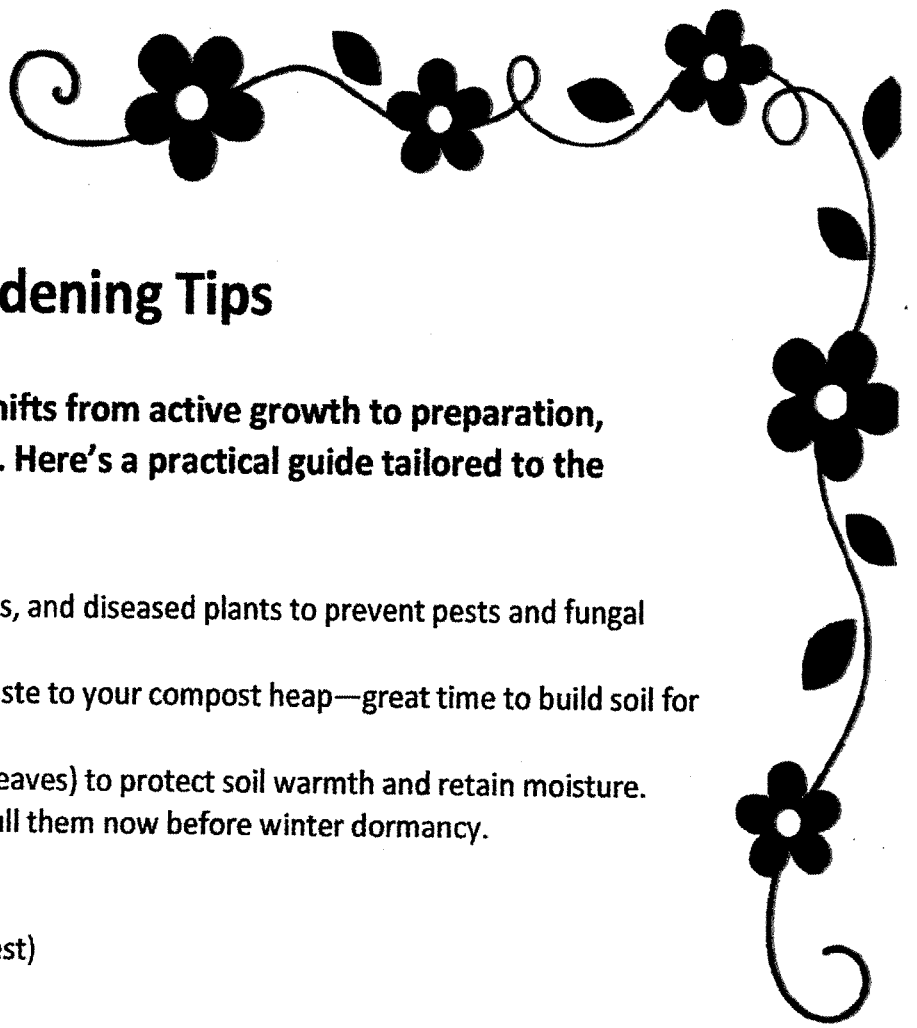 dening Tips
hifts from active growth to preparation,
. Here’s a practical guide tailored to the
s, and diseased plants to prevent pests and fungal
ste to your compost heap—great time to build soil for
eaves) to protect soil warmth and retain moisture.
ull them now before winter dormancy.
est)